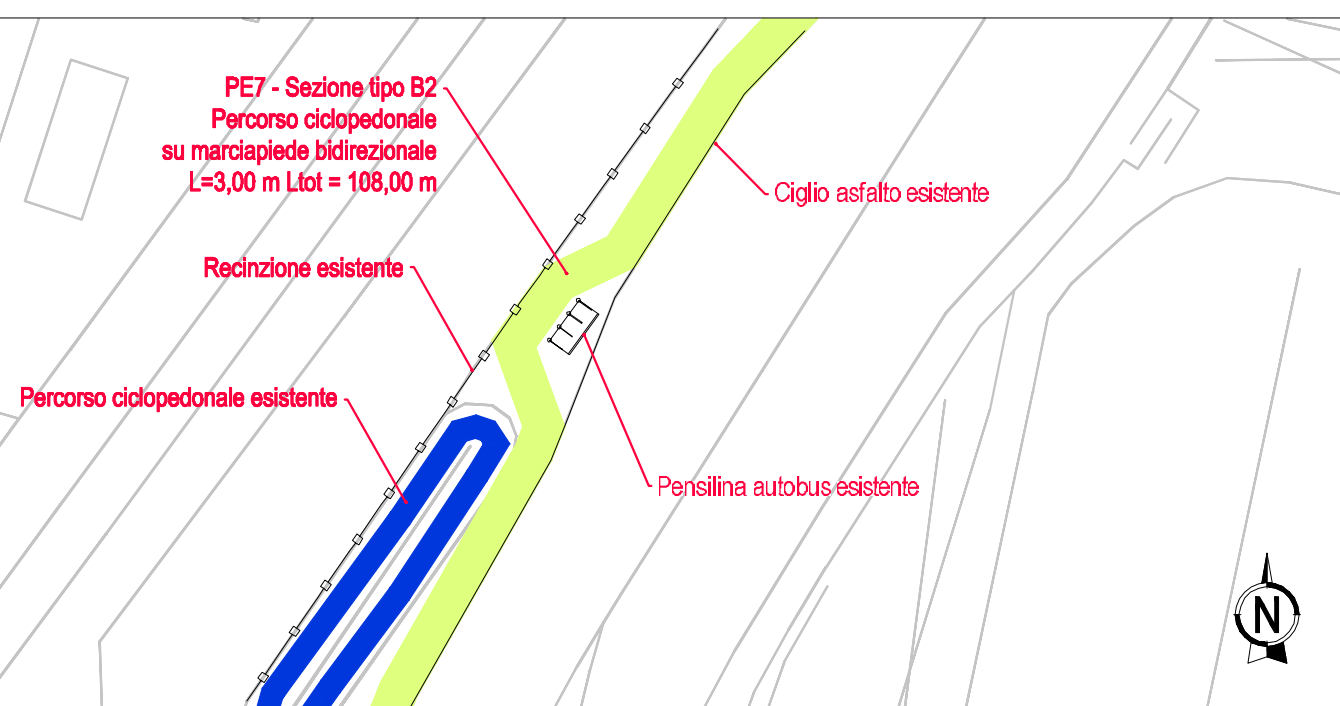 PE7 - Sezione tipo B2
Percorso ciclopedonale
su marciapiede bidirezionale
L=3,00 m Ltot = 108,00 m
Ciglio asfalto esistente
Recinzione esistente
Percorso ciclopedonale esistente
Pensilina autobus esistente
N